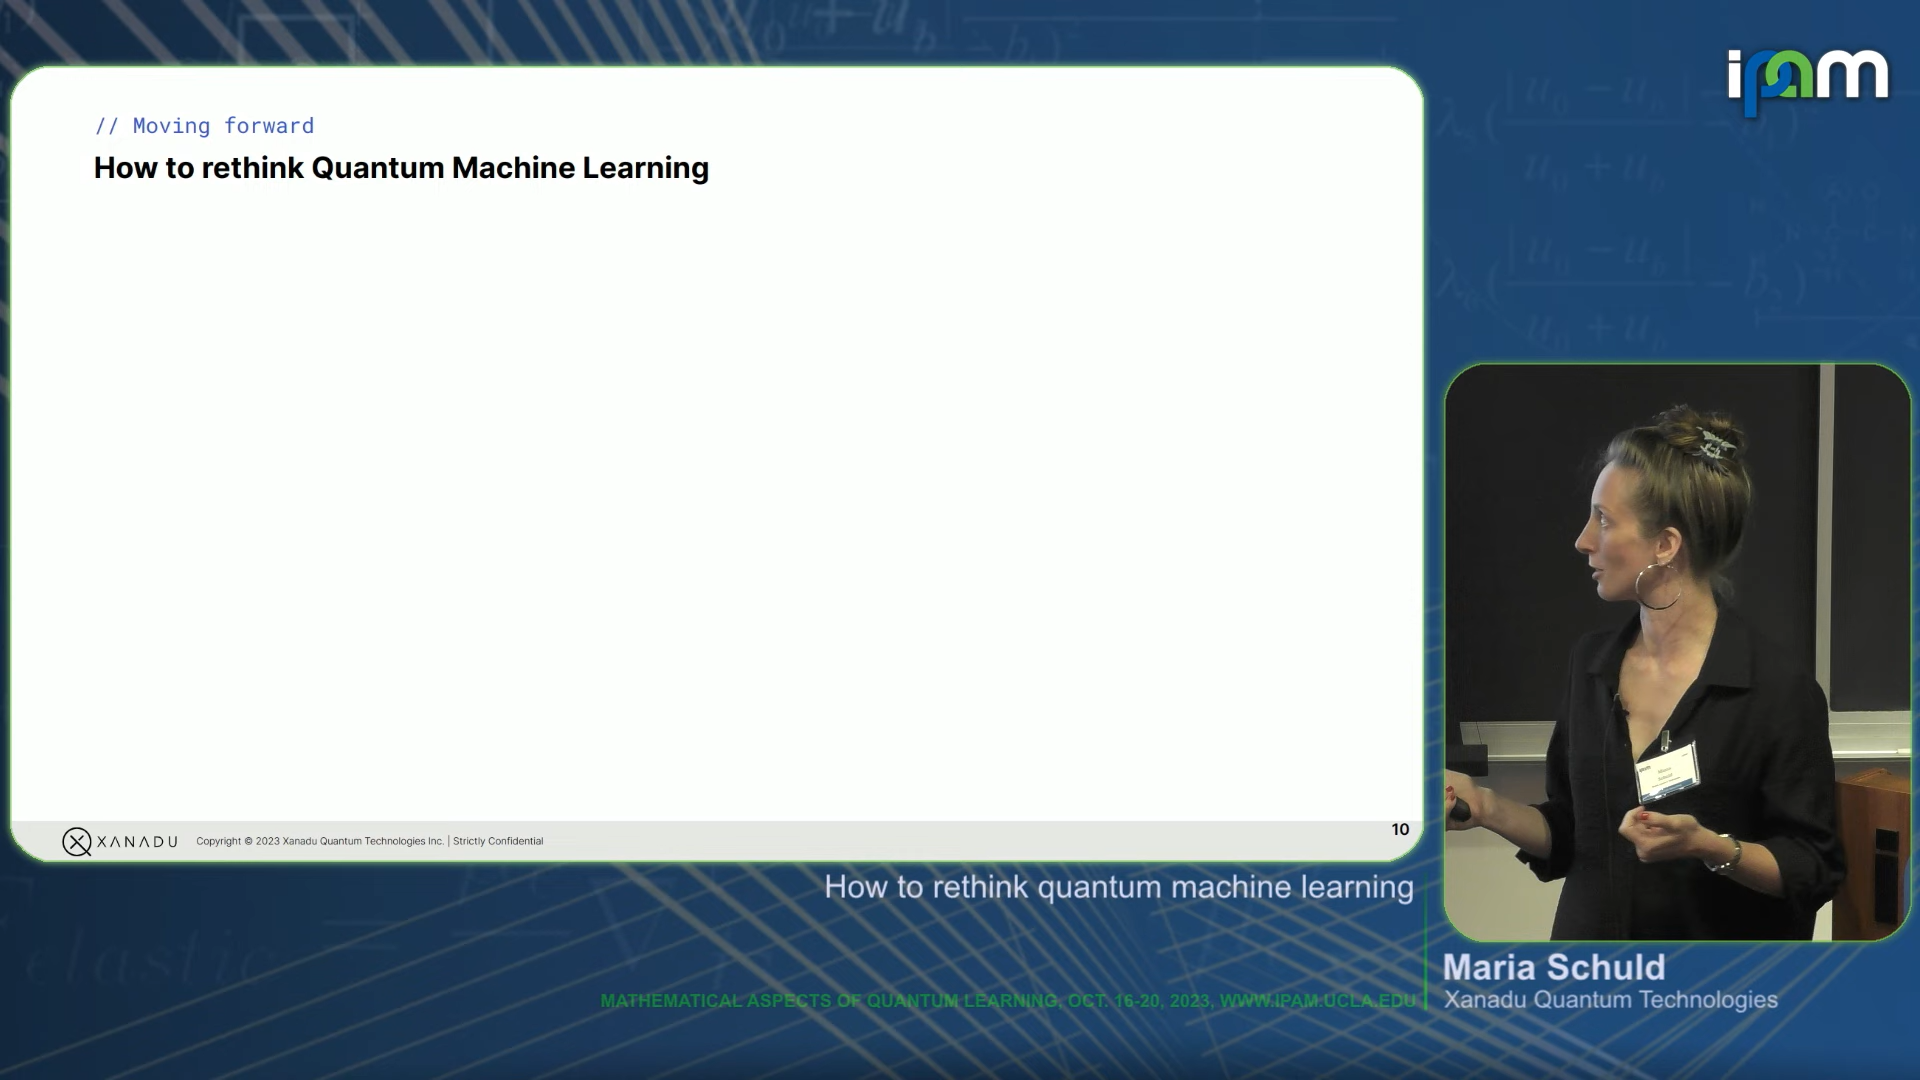 ipam
// Moving forward
How to rethink Quantum Machine Learning
XANADU
Copyright © 2023 Xanadu Quantum Technologies Inc. | Strictly Confidential
10
How to rethink quantum machine learning
Maria Schuld
Xanadu Quantum Technologies
MATHEMATICAL ASPECTS OF QUANTUM LEARNING, OCT. 16-20, 2023, WWW.IPAM.UCLA.EDU
elastic